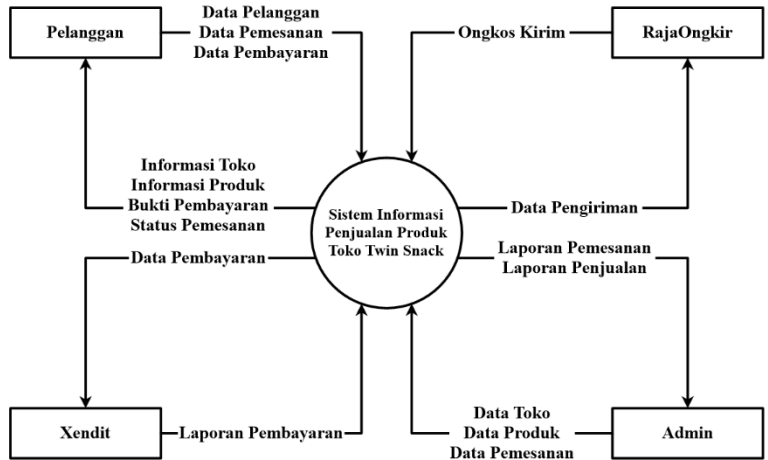 Data Pelanggan
Pelanggan
Data Pemesanan
Data Pembayaran
Ongkos Kirim
RajaOngkir
Informasi Toko
Informasi Produk
Bukti Pembayaran
Status Pemesanan
Sistem Informasi
Penjualan Produk
Toko Twin Snack
Data Pengiriman
Laporan Pemesanan
Laporan Penjualan
Data Pembayaran
Xendit
Laporan Pembayaran
Data Toko
Data Produk
Data Pemesanan
Admin